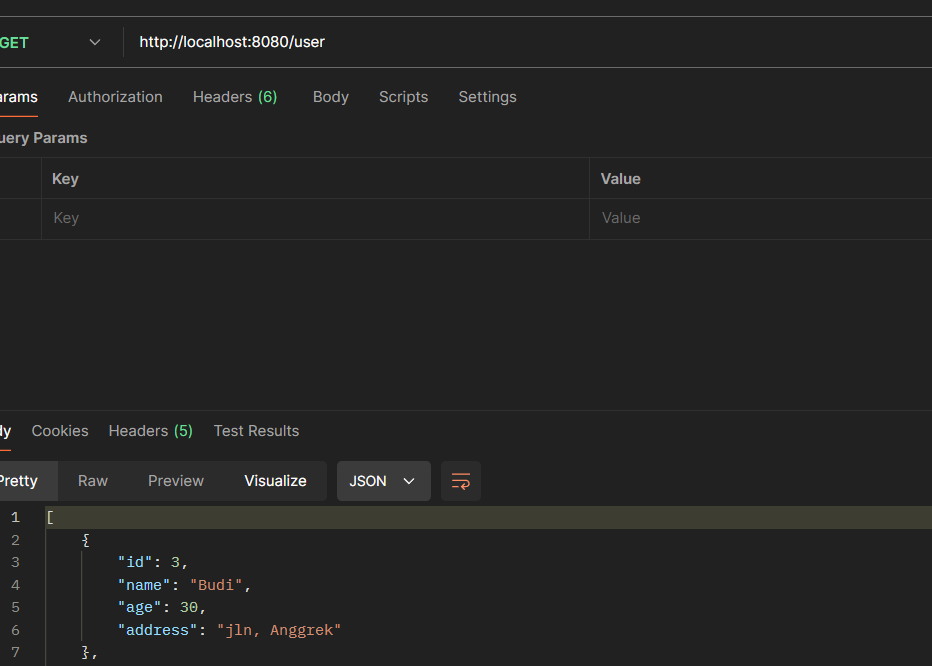 GET http://localhost:8080/user
arams Authorization Headers (6) Body Scripts Settings
uery Params
Key Value
Key Value
dy Cookies Headers (5) Test Results
Pretty Raw Preview Visualize JSON
1 [
2 {
3 "id": 3,
4 "name": "Budi",
5 "age": 30,
6 "address": "jln, Anggrek"
7 },